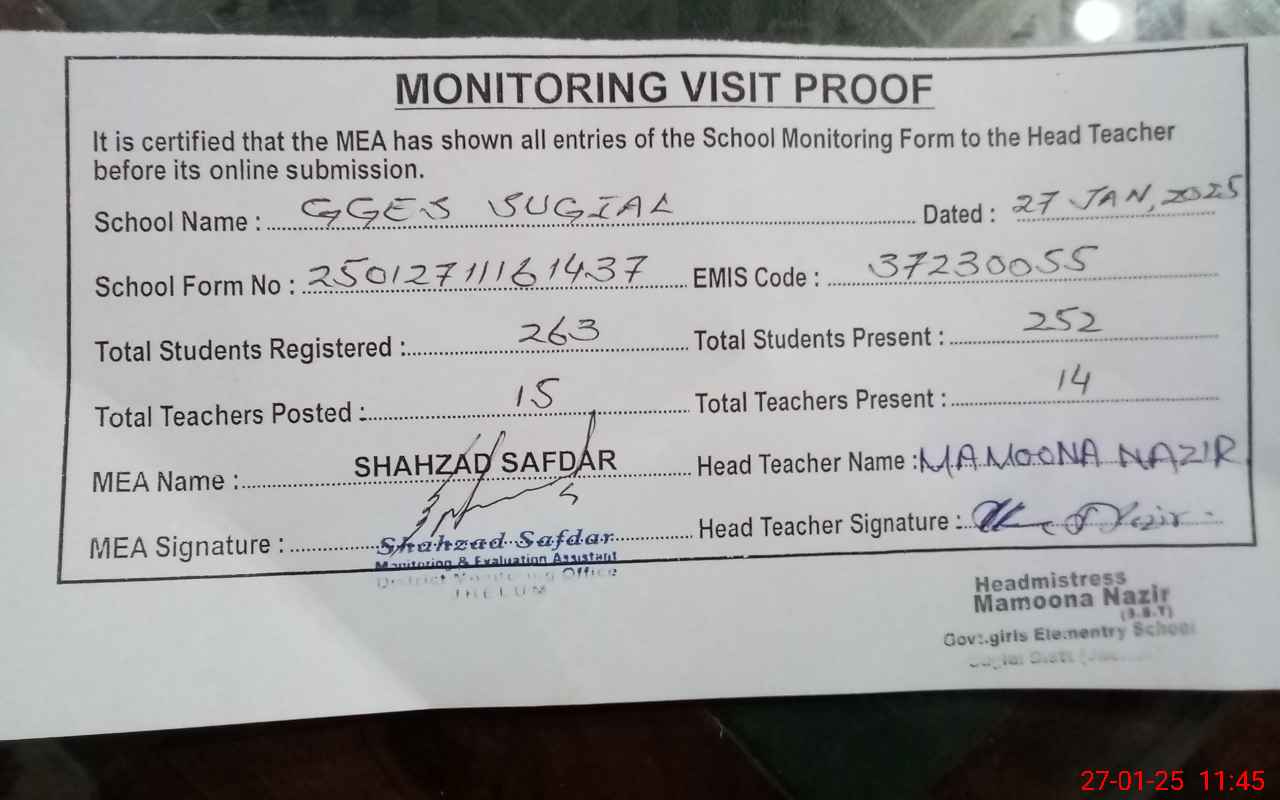 MONITORING VISIT PROOF
It is certified that the MEA has shown all entries of the School Monitoring Form to the Head Teacher
before its online submission.
School Name : GGES SUGIAL Dated : 27 JAN, 2025
School Form No : 25012711161437 EMIS Code : 37230055
Total Students Registered : 263 Total Students Present : 252
Total Teachers Posted : 15 Total Teachers Present : 14
MEA Name : SHAHZAD SAFDAR Head Teacher Name : MAMOONA NAZIR
MEA Signature : Head Teacher Signature :
Shahzad Safdar
Monitoring & Evaluation Assistant
District Monitoring Office
JHELUM
Headmistress
Mamoona Nazir
Govt.girls Elementry School
27-01-25 11:45